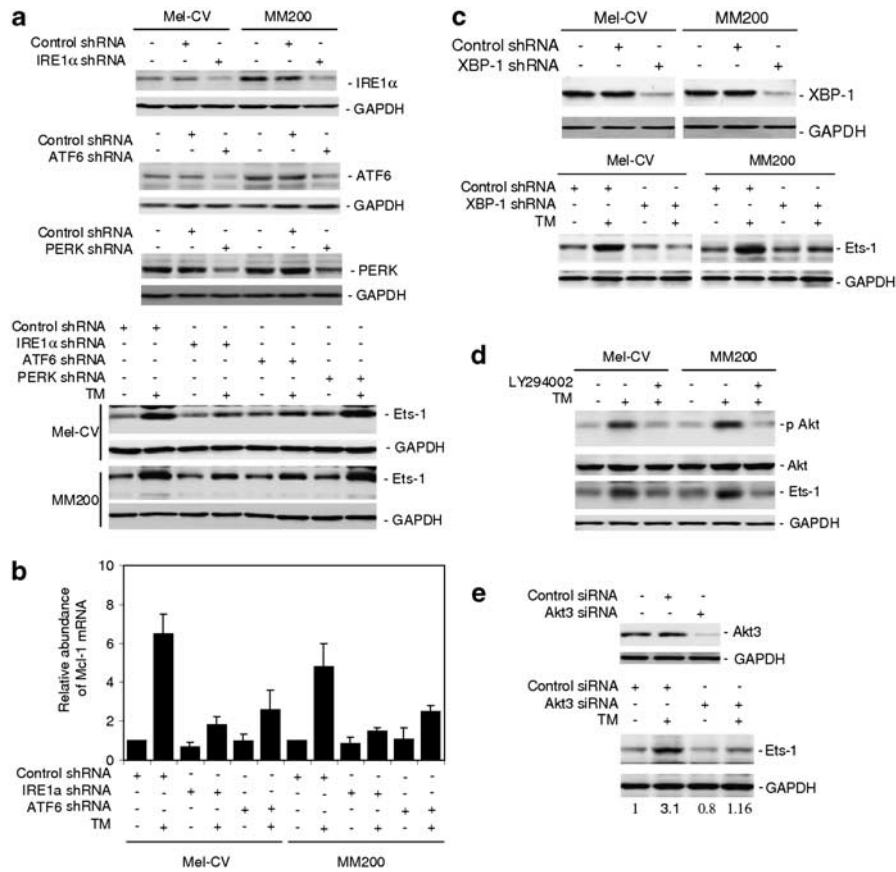 a
Mel-CV MM200
Control shRNA - + - - + -
IRE1α shRNA - - + - - +
- IRE1α
- GAPDH
Control shRNA - + - - + -
ATF6 shRNA - - + - - +
- ATF6
- GAPDH
Control shRNA - + - - + -
PERK shRNA - - + - - +
- PERK
- GAPDH
Control shRNA + + - - - - - -
IRE1α shRNA - - + + - - - -
ATF6 shRNA - - - - + + - -
PERK shRNA - - - - - - + +
TM - + - + - + - +
Mel-CV
- Ets-1
- GAPDH
MM200
- Ets-1
- GAPDH
b
Relative abundance
of Mcl-1 mRNA
10
8
6
4
2
0
Control shRNA + + - - - - + + - - - -
IRE1a shRNA - - + + - - - - + + - -
ATF6 shRNA - - - - + + - - - - + +
TM - + - + - + - + - + - +
Mel-CV MM200
c
Mel-CV MM200
Control shRNA - + - - + -
XBP-1 shRNA - - + - - +
- XBP-1
- GAPDH
Mel-CV MM200
Control shRNA + + - - + + - -
XBP-1 shRNA - - + + - - + +
TM - + - + - + - +
- Ets-1
- GAPDH
d
Mel-CV MM200
LY294002 - - + - - +
TM - + + - + +
- p Akt
- Akt
- Ets-1
- GAPDH
e
Control siRNA - + -
Akt3 siRNA - - +
- Akt3
- GAPDH
Control siRNA + + - -
Akt3 siRNA - - + +
TM - + - +
- Ets-1
- GAPDH
1 3.1 0.8 1.16